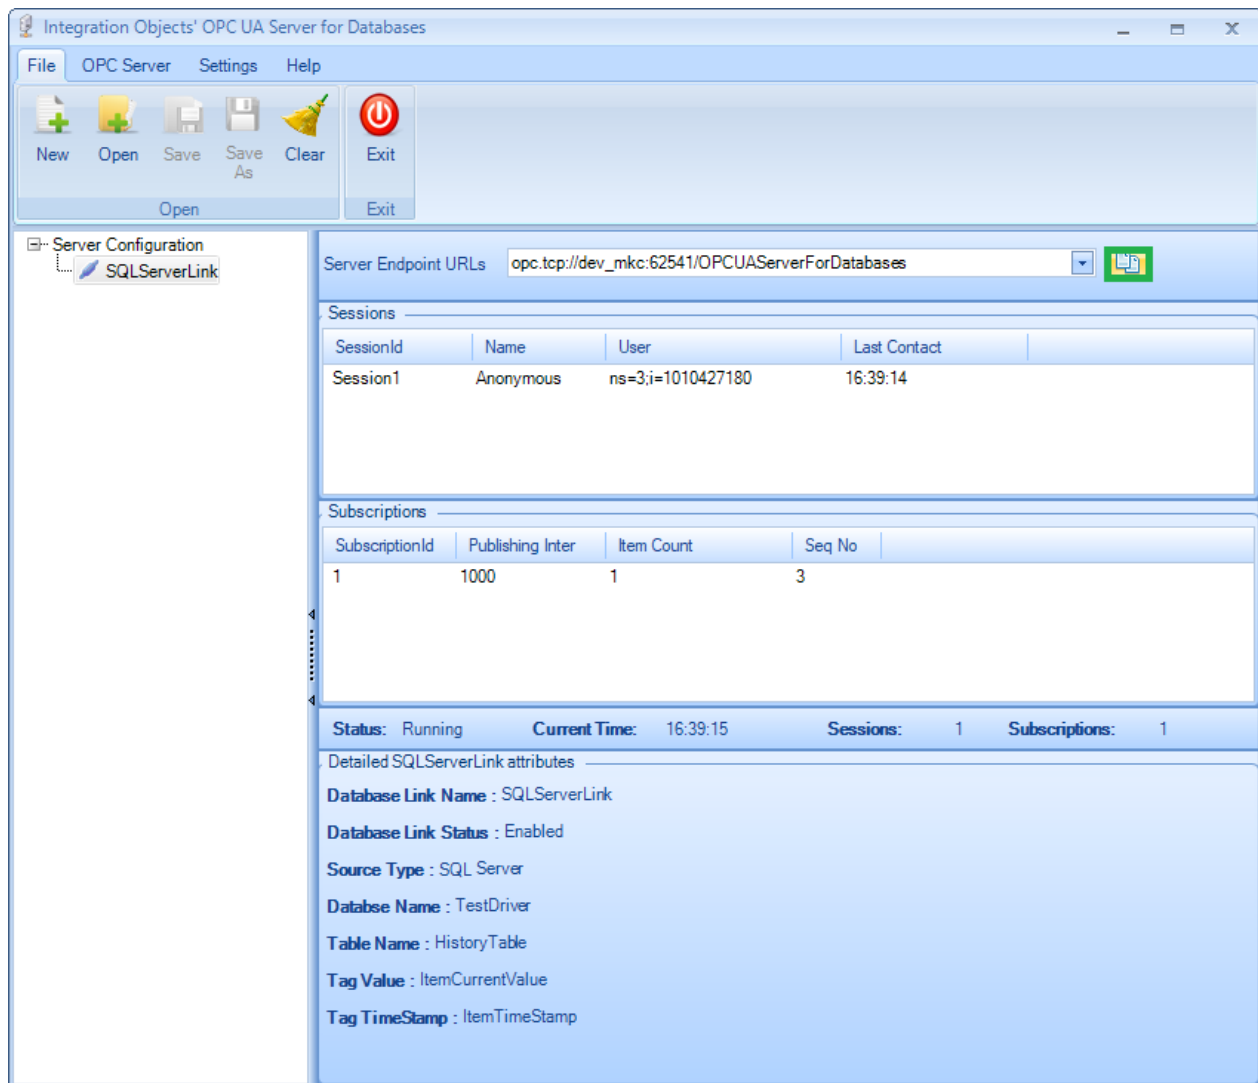 Integration Objects' OPC UA Server for Databases
File OPC Server Settings Help
New Open Save Save As Clear Exit
Open Exit
Server Configuration
SQLServerLink
Server Endpoint URLs opc.tcp://dev_mkc:62541/OPCUAServerForDatabases
Sessions
SessionId Name User Last Contact
Session1 Anonymous ns=3;i=1010427180 16:39:14
Subscriptions
SubscriptionId Publishing Inter Item Count Seq No
1 1000 1 3
Status: Running Current Time: 16:39:15 Sessions: 1 Subscriptions: 1
Detailed SQLServerLink attributes
Database Link Name : SQLServerLink
Database Link Status : Enabled
Source Type : SQL Server
Databse Name : TestDriver
Table Name : HistoryTable
Tag Value : ItemCurrentValue
Tag TimeStamp : ItemTimeStamp